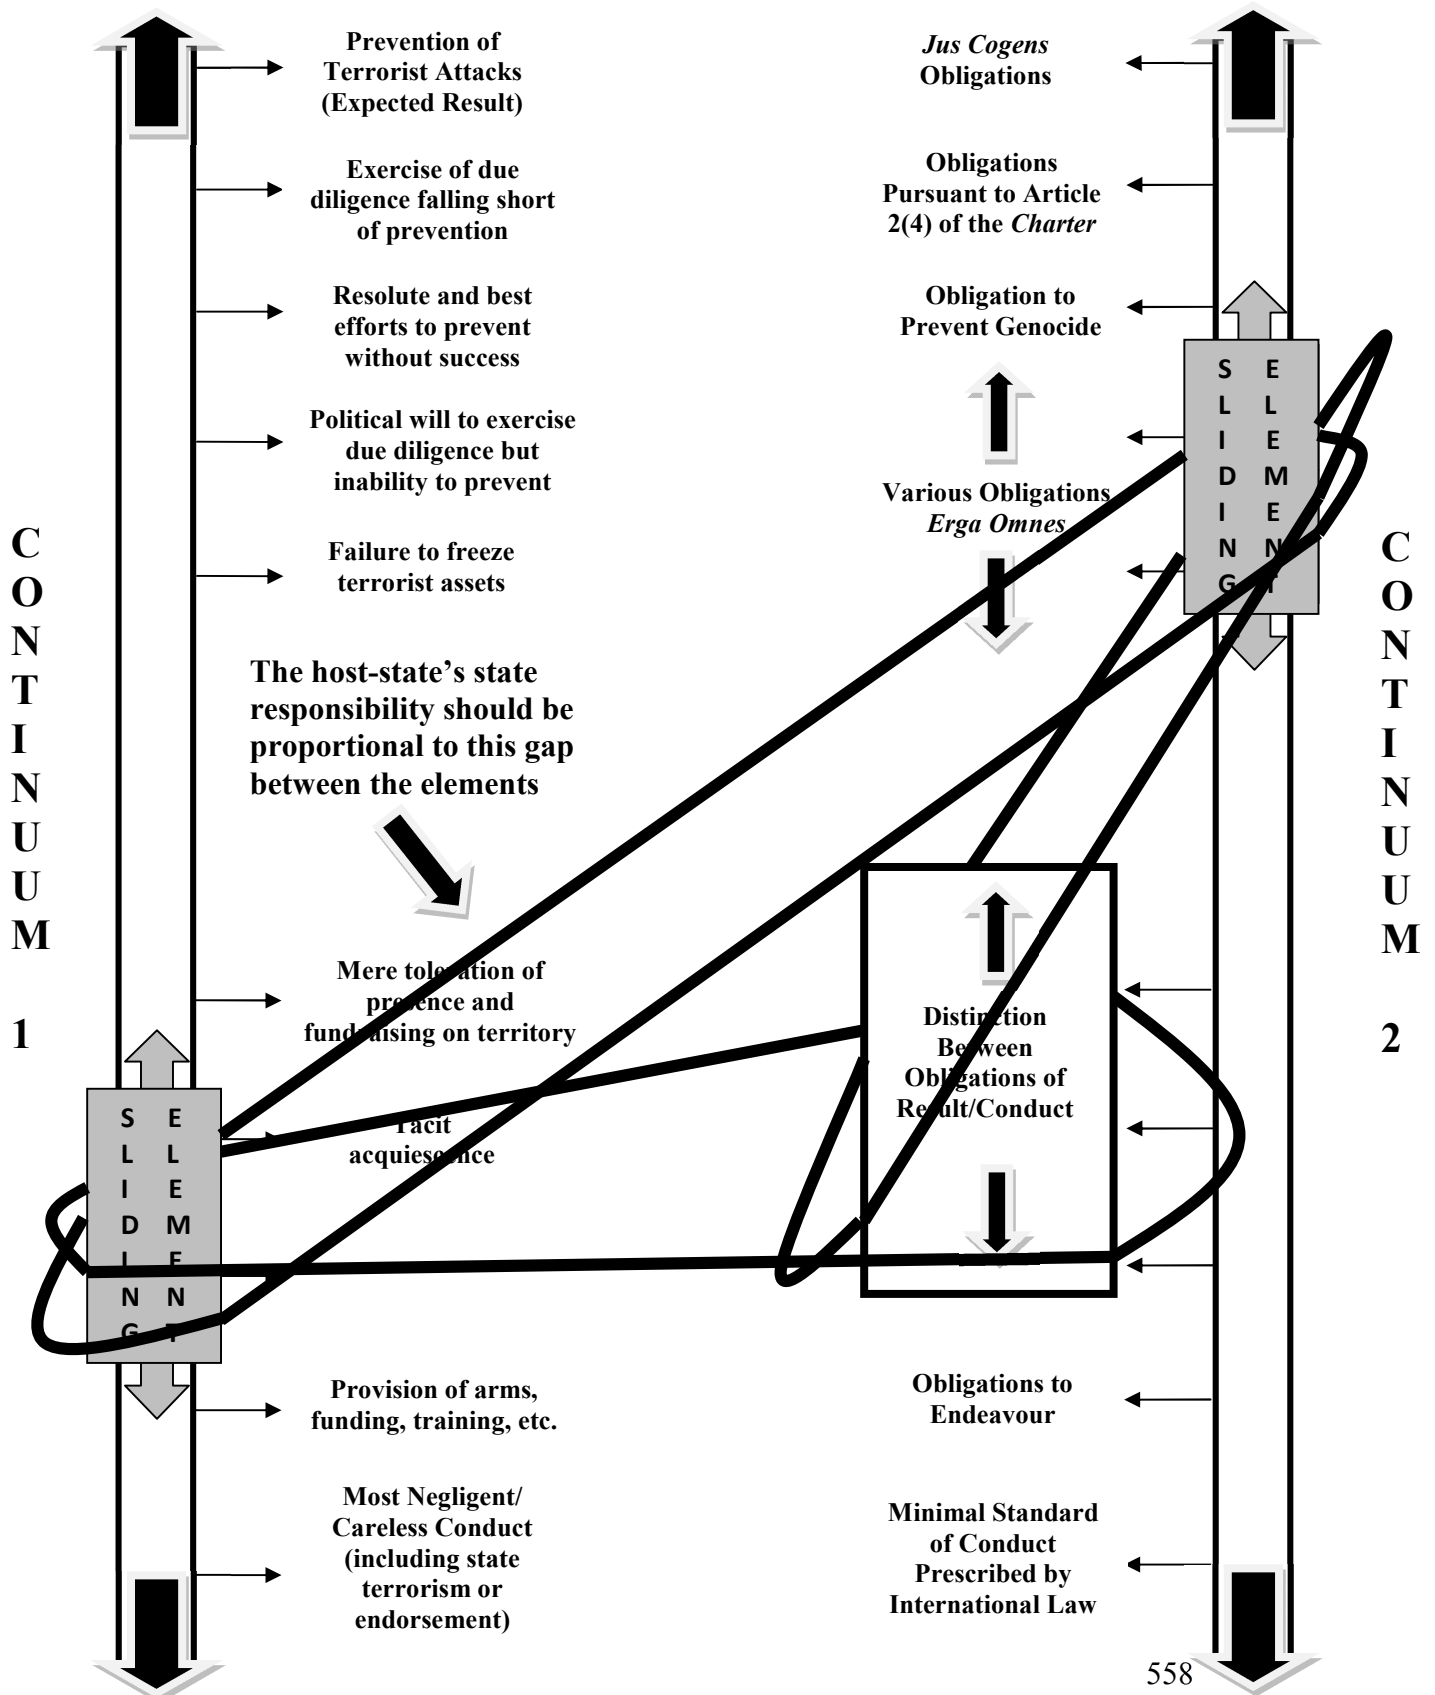 Prevention of
Terrorist Attacks
(Expected Result)
Exercise of due
diligence falling short
of prevention
Resolute and best
efforts to prevent
without success
Political will to exercise
due diligence but
inability to prevent
Failure to freeze
terrorist assets
The host-state’s state
responsibility should be
proportional to this gap
between the elements
Mere toleration of
presence and
fundraising on territory
Tacit
acquiescence
Provision of arms,
funding, training, etc.
Most Negligent/
Careless Conduct
(including state
terrorism or
endorsement)
CONTINUUM 1
SLIDING ELEMENT
Jus Cogens
Obligations
Obligations
Pursuant to Article
2(4) of the Charter
Obligation to
Prevent Genocide
Various Obligations
Erga Omnes
Distinction
Between
Obligations of
Result/Conduct
Obligations to
Endeavour
Minimal Standard
of Conduct
Prescribed by
International Law
SLIDING ELEMENT
CONTINUUM 2
558